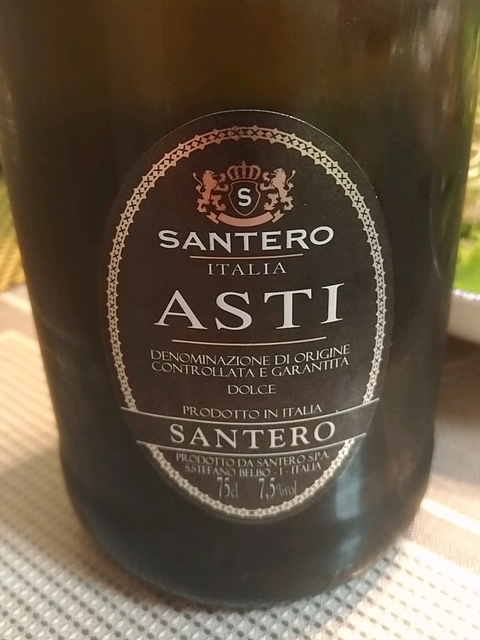 S
SANTERO
ITALIA
ASTI
DENOMINAZIONE DI ORIGINE
CONTROLLATA E GARANTITA
DOLCE
PRODOTTO IN ITALIA
SANTERO
PRODOTTO DA SANTERO S.P.A.
S.STEFANO BELBO - I - ITALIA
75cl 7,5%vol